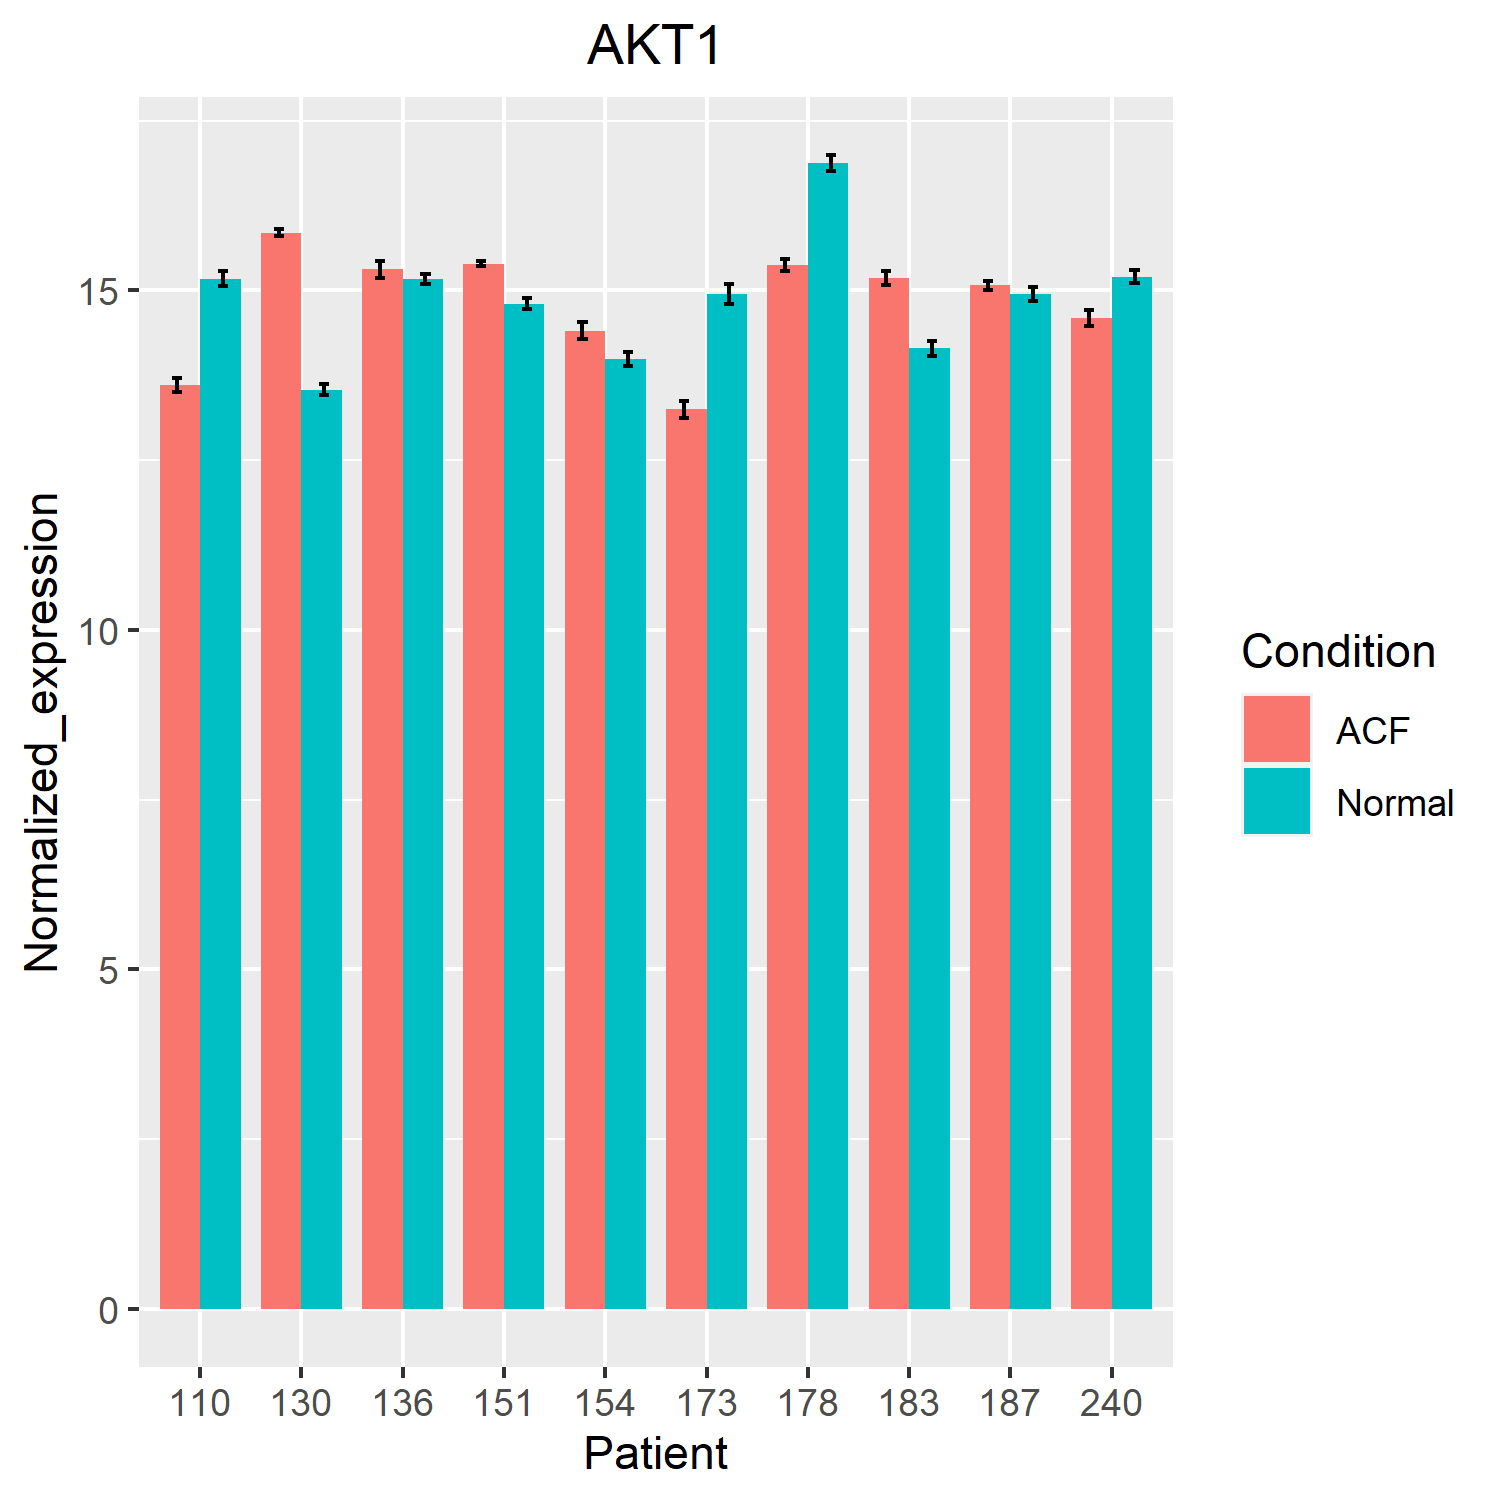 AKT1
Normalized_expression
15
10
5
0
110 130 136 151 154 173 178 183 187 240
Patient
Condition
ACF
Normal